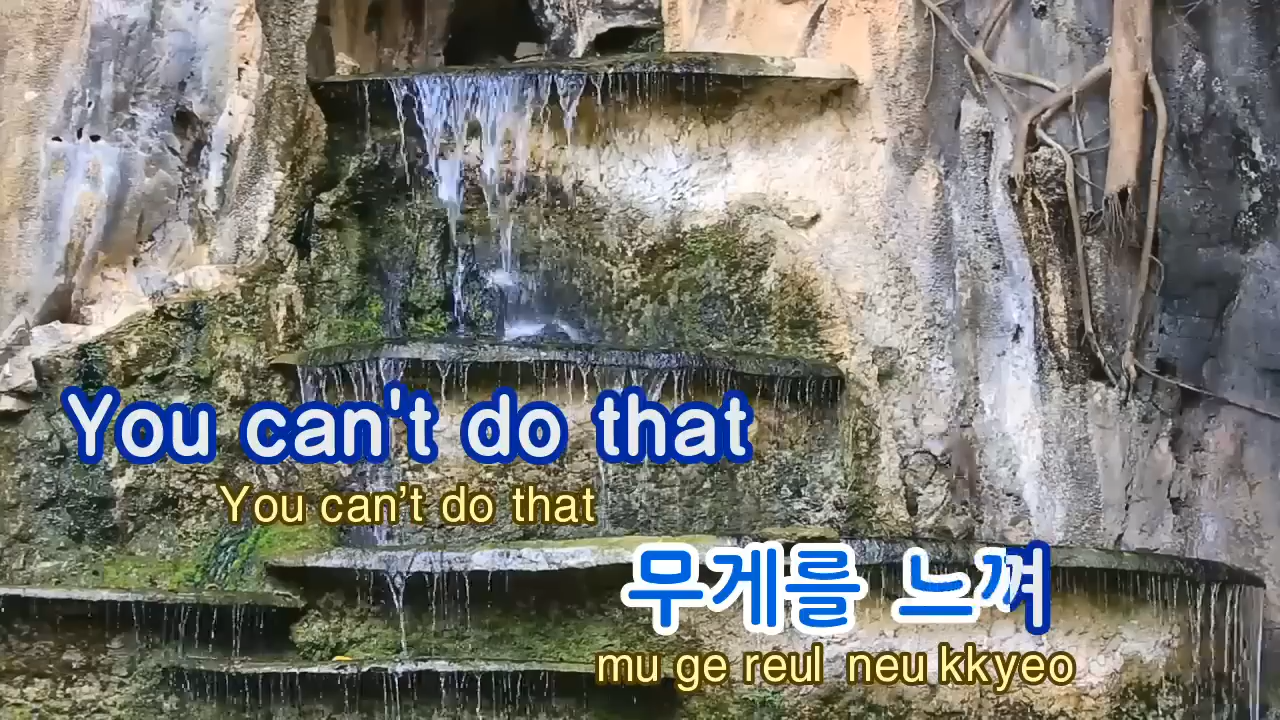 You can't do that
You can’t do that
무게를 느껴
mu ge reul neu kkyeo